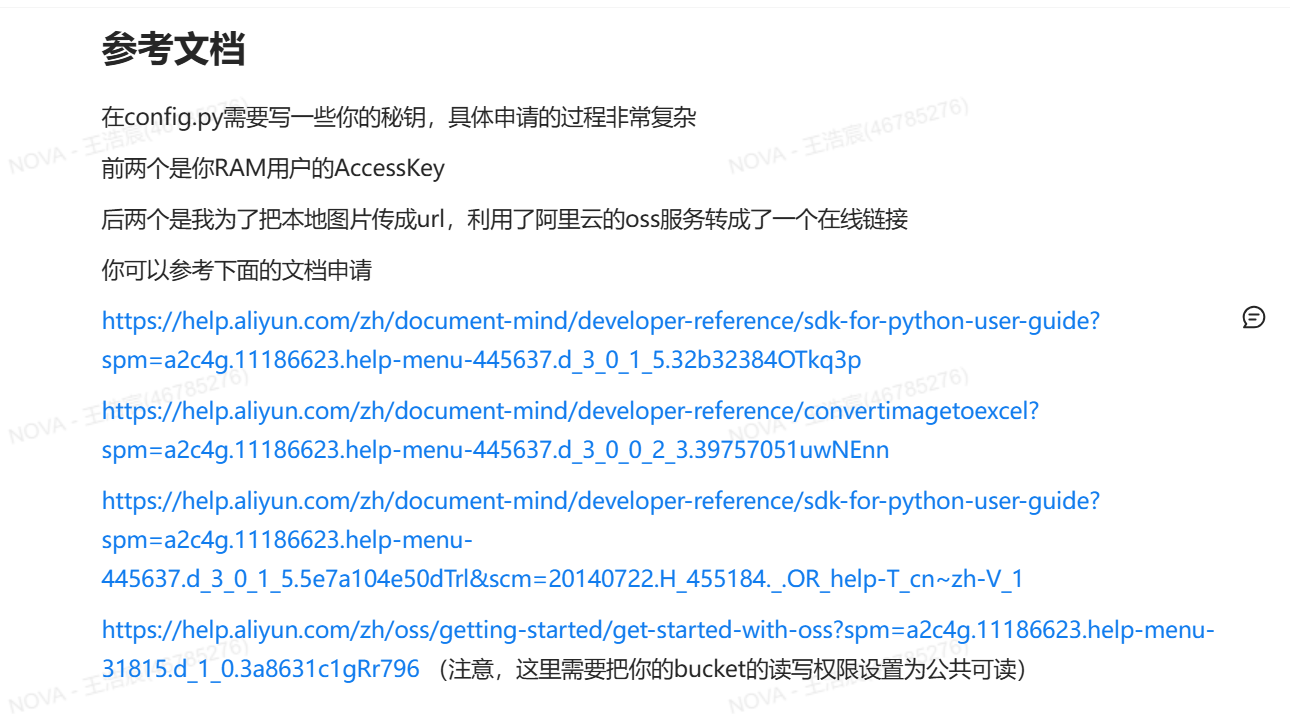 参考文档
在config.py需要写一些你的秘钥，具体申请的过程非常复杂
前两个是你RAM用户的AccessKey
后两个是我为了把本地图片传成url，利用了阿里云的oss服务转成了一个在线链接
你可以参考下面的文档申请
https://help.aliyun.com/zh/document-mind/developer-reference/sdk-for-python-user-guide?
spm=a2c4g.11186623.help-menu-445637.d_3_0_1_5.32b32384OTkq3p
https://help.aliyun.com/zh/document-mind/developer-reference/convertimagetoexcel?
spm=a2c4g.11186623.help-menu-445637.d_3_0_0_2_3.39757051uwNEnn
https://help.aliyun.com/zh/document-mind/developer-reference/sdk-for-python-user-guide?
spm=a2c4g.11186623.help-menu-
445637.d_3_0_1_5.5e7a104e50dTrl&scm=20140722.H_455184._.OR_help-T_cn~zh-V_1
https://help.aliyun.com/zh/oss/getting-started/get-started-with-oss?spm=a2c4g.11186623.help-menu-
31815.d_1_0.3a8631c1gRr796 （注意，这里需要把你的bucket的读写权限设置为公共可读）
NOVA - 王浩宸(46785276)
NOVA - 王浩宸(46785276)
NOVA - 王浩宸(46785276)
NOVA - 王浩宸(46785276)
NOVA - 王浩宸(46785276)
NOVA - 王浩宸(46785276)